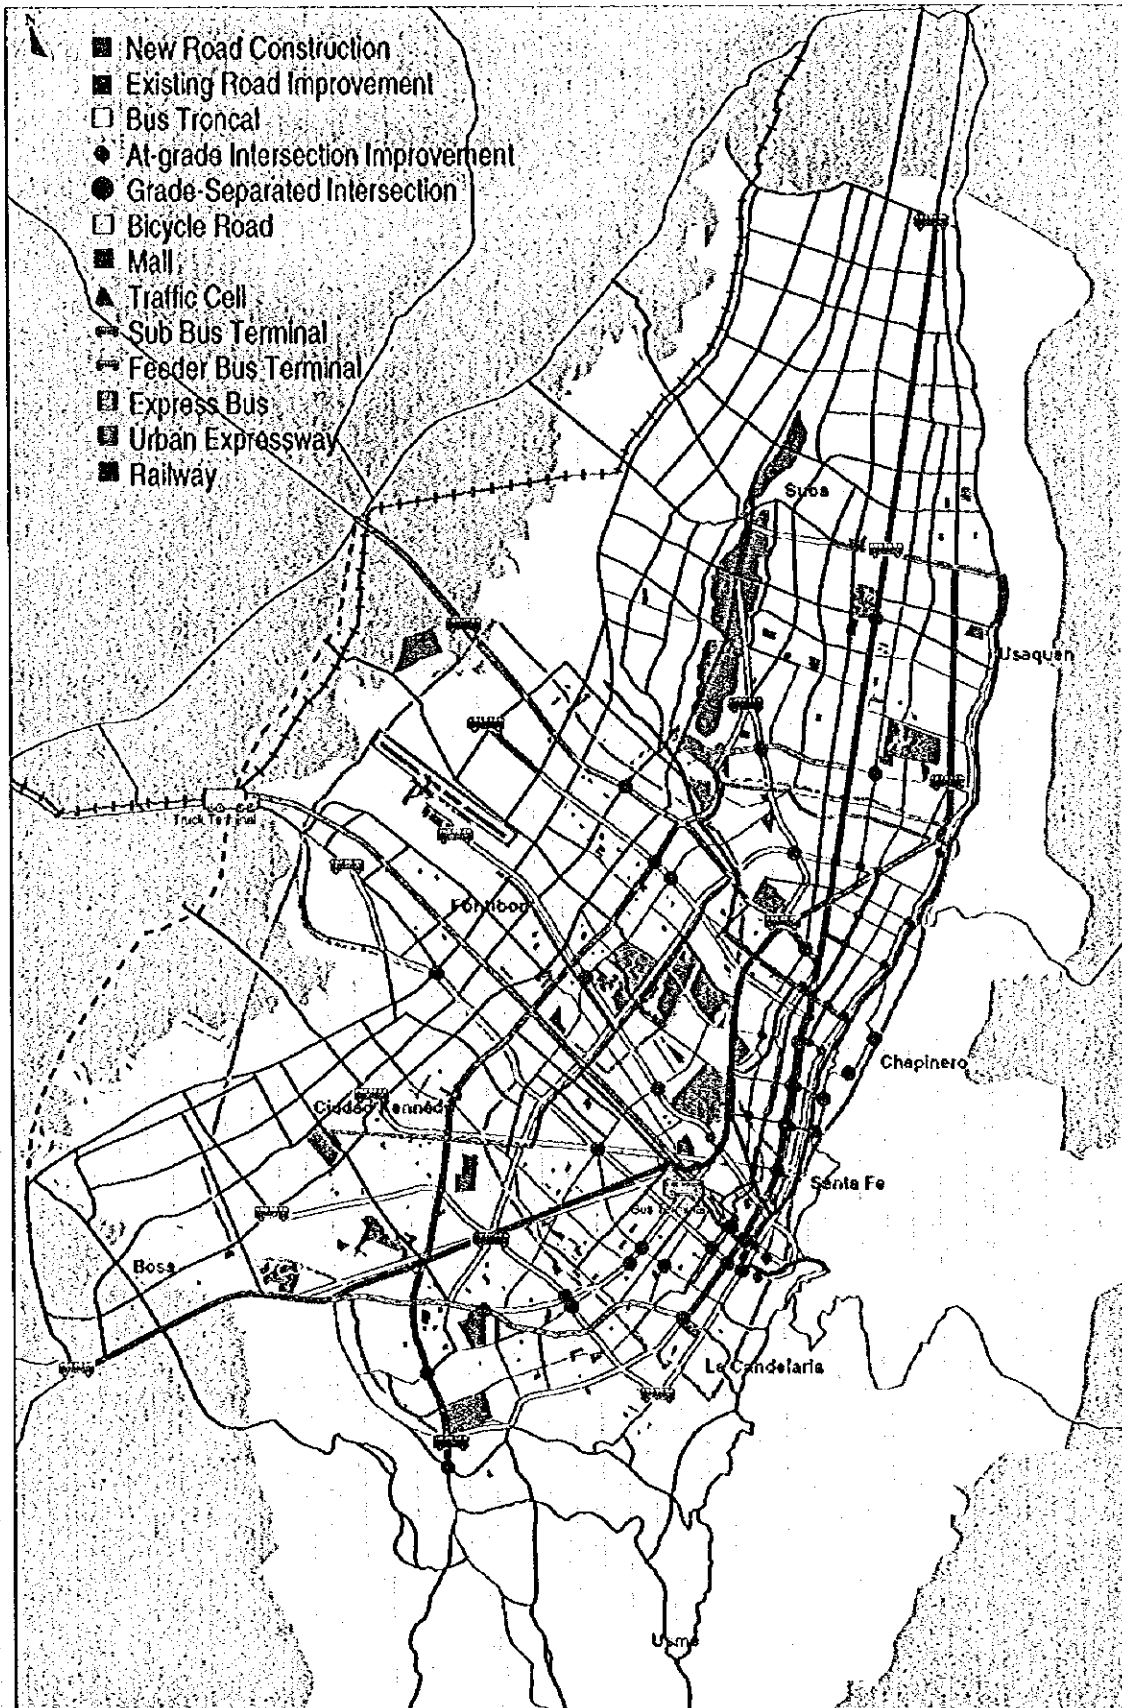 N
New Road Construction
Existing Road Improvement
Bus Troncal
At-grade Intersection Improvement
Grade-Separated Intersection
Bicycle Road
Mall
Traffic Cell
Sub Bus Terminal
Feeder Bus Terminal
Express Bus
Urban Expressway
Railway
Suba
Usaquen
Truck Terminal
Fontibon
Chapinero
Ciudad Kennedy
Santa Fe
Bus Terminal
Bosa
La Candelaria
Usme